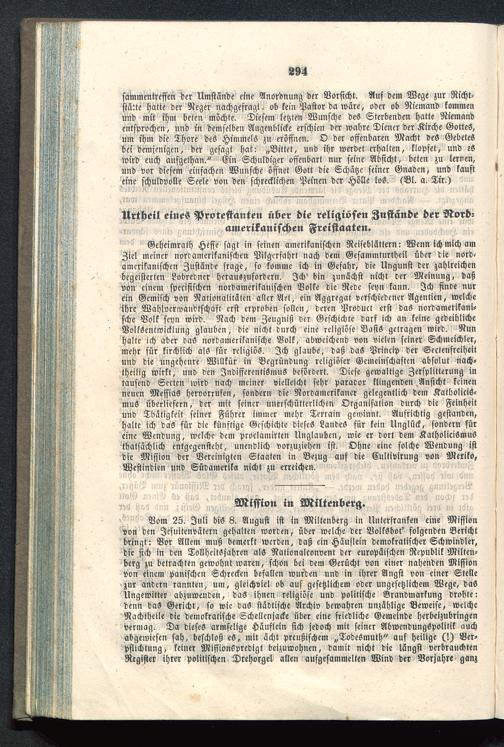 294
sammentreffen der Umstände eine Anordnung der Vorsicht. Auf dem Wege zur Richt-
stätte hatte der Neger nachgefragt, ob kein Pastor da wäre, oder ob Niemand kommen
und mit ihm beten möchte. Diesem letzten Wunsche des Sterbenden hatte Niemand
entsprochen, und in demselben Augenblicke erschien der wahre Diener der Kirche Gottes,
um ihm die Thore des Himmels zu eröffnen. O der offenbaren Macht des Gebetes
bei demjenigen, der gesagt hat: „Bittet, und ihr werdet erhalten, klopfet, und es
wird euch aufgethan.“ Ein Schuldiger offenbart nur seine Absicht, beten zu lernen,
und vor diesem einfachen Wunsche öffnet Gott die Schätze seiner Gnaden, und kauft
eine schuldvolle Seele von den schrecklichen Peinen der Hölle los. (Bl. a. Tir.)
Urtheil eines Protestanten über die religiösen Zustände der Nord-
amerikanischen Freistaaten.
Geheimrath Hesse sagt in seinen amerikanischen Reiseblättern: Wenn ich mich am
Ziel meiner nordamerikanischen Pilgerfahrt nach dem Gesammturtheil über die nord-
amerikanischen Zustände frage, so komme ich in Gefahr, die Ungunst der zahlreichen
begeisterten Lobredner herauszufordern. Ich bin zunächst nicht der Meinung, daß
von einem specifischen nordamerikanischen Volke die Rede seyn kann. Ich finde nur
ein Gemisch von Nationalitäten aller Art, ein Aggregat verschiedener Agentien, welche
ihre Wahlverwandschaft erst erproben sollen, deren Product erst das nordamerikani-
sche Volk seyn wird. Nach dem Zeugniß der Geschichte darf ich an keine gedeihliche
Volksentwicklung glauben, die nicht durch eine religiöse Basis getragen wird. Nun
halte ich aber das nordamerikanische Volk, abweichend von vielen seiner Schmeichler,
mehr für kirchlich als für religiös. Ich glaube, daß das Princip der Sectenfreiheit
und die ungeheure Willkür in Begründung religiöser Gemeinschaften absolut nach-
theilig wirkt, und den Indifferentismus befördert. Diese gewaltige Zersplitterung in
tausend Secten wird nach meiner vielleicht sehr parador klingenden Ansicht keinen
neuen Messias hervorrufen, sondern die Nordamerikaner gelegentlich dem Katholicis-
mus überliefern, der mit seiner unerschütterlichen Organisation durch die Feinheit
und Thätigkeit seiner Führer immer mehr Terrain gewinnt. Aufrichtig gestanden,
halte ich das für die künftige Geschichte dieses Landes für kein Unglück, sondern für
eine Wendung, welche dem proclamirten Unglauben, wie er dort dem Katholicismus
thatsächlich entgegensteht, unendlich vorzuziehen ist. Ohne eine solche Wendung ist
die Mission der Vereinigten Staaten in Bezug auf die Cultivirung von Mexiko,
Westindien und Südamerika nicht zu erreichen.
Mission in Miltenberg.
Vom 25. Juli bis 8. August ist in Miltenberg in Unterfranken eine Mission
von den Jesuitenvätern gehalten worden, über welche der Volksbote folgenden Bericht
bringt: Vor Allem muß bemerkt werden, daß ein Häuflein demokratischer Schwindler,
die sich in den Tollheitsjahren als Nationalconvent der europäischen Republik Milten-
berg zu betrachten gewohnt waren, schon bei dem Gerücht von einer nahenden Mission
von einem panischen Schrecken befallen wurden und in ihrer Angst von einer Stelle
zur andern rannten, um, gleichviel ob auf gesetzlichem oder ungesetzlichem Wege, das
Ungewitter abzuwenden, das ihnen religiöse und politische Brandmarkung drohte:
denn das Gericht, so wie das städtische Archiv bewahren unzählige Beweise, welche
Nachtheile die demokratische Schellenjacke über eine friedliche Gemeinde herbeizubringen
vermag. Da dieses armselige Häuflein sich jedoch mit seiner Abwendungspolitik auch
abgewiesen sah, beschloß es, mit ächt preußischem „Todesmuth“ auf heilige (!) Ver-
pflichtung, keiner Missionspredigt beizuwohnen, damit nicht die längst verbrauchten
Register ihrer politischen Drehorgel allen aufgesammelten Wind der Vorjahre ganz